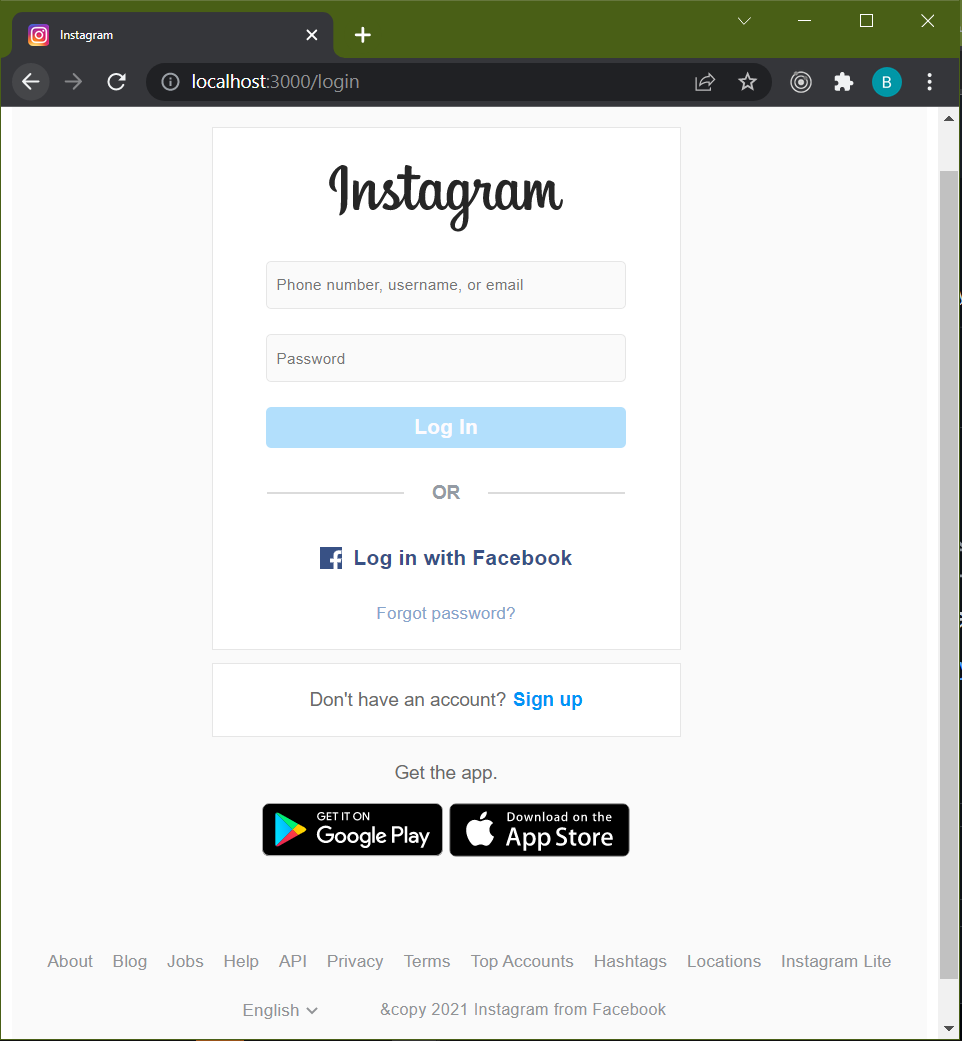 Instagram
localhost:3000/login
B
Instagram
Phone number, username, or email
Password
Log In
OR
Log in with Facebook
Forgot password?
Don't have an account? Sign up
Get the app.
GET IT ON
Google Play
Download on the
App Store
About Blog Jobs Help API Privacy Terms Top Accounts Hashtags Locations Instagram Lite
English &copy 2021 Instagram from Facebook